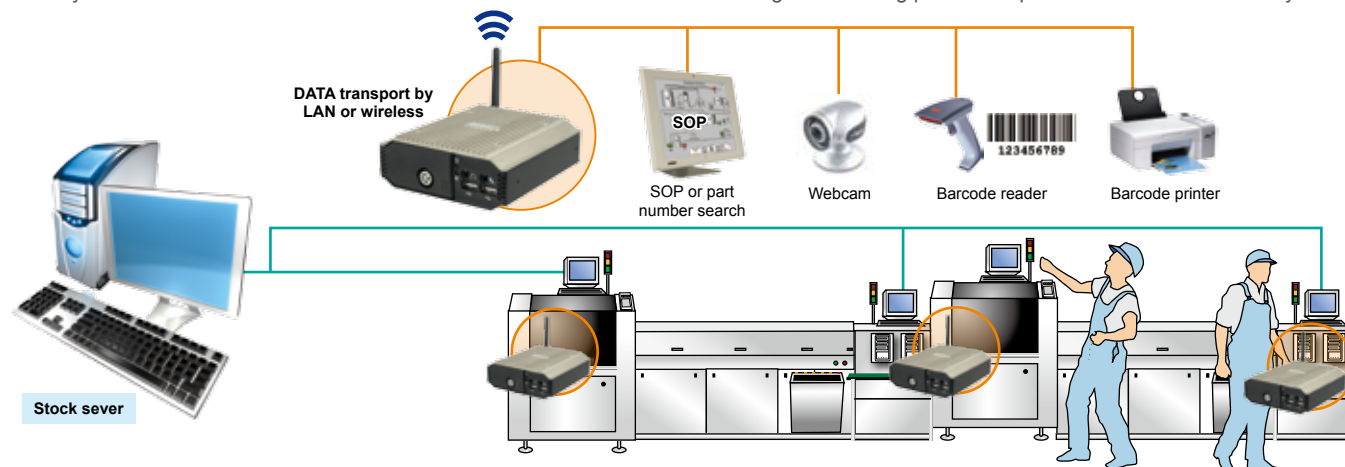 DATA transport by
LAN or wireless
SOP
123456789
SOP or part
number search
Webcam
Barcode reader
Barcode printer
Stock sever